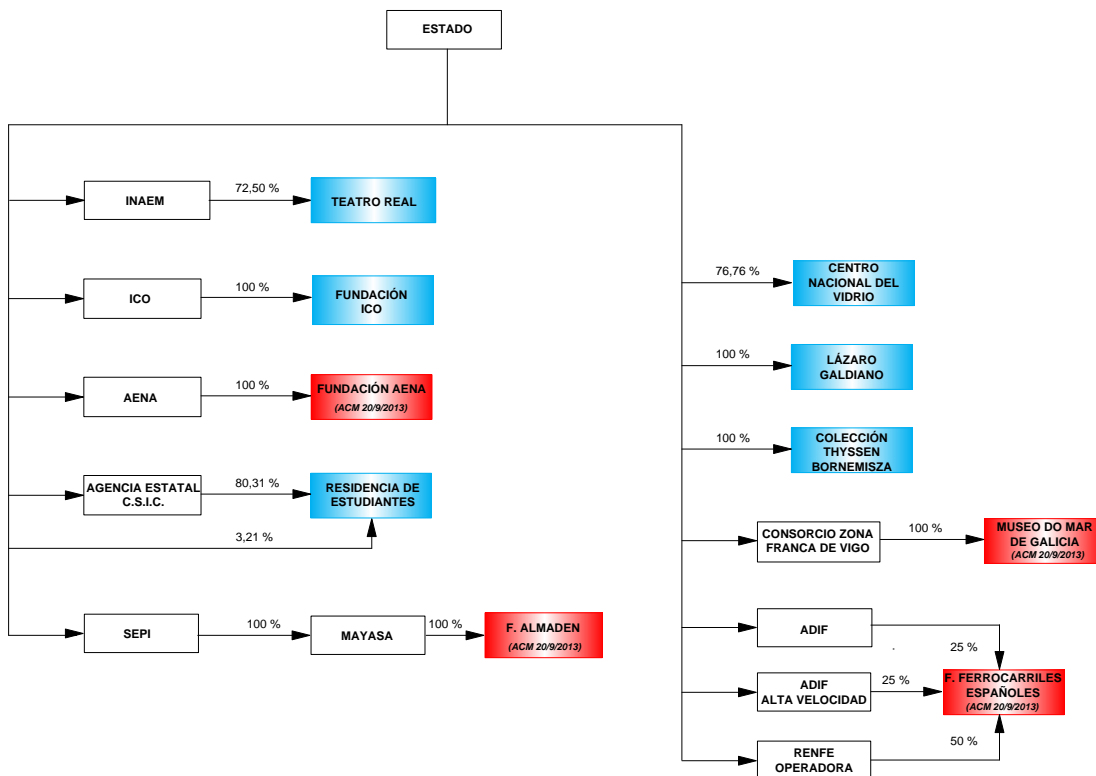 ESTADO
INAEM
72,50 %
TEATRO REAL
ICO
100 %
FUNDACIÓN
ICO
AENA
100 %
FUNDACIÓN AENA
(ACM 20/9/2013)
AGENCIA ESTATAL
C.S.I.C.
80,31 %
RESIDENCIA DE
ESTUDIANTES
3,21 %
SEPI
100 %
MAYASA
100 %
F. ALMADEN
(ACM 20/9/2013)
76,76 %
CENTRO
NACIONAL DEL
VIDRIO
100 %
LÁZARO
GALDIANO
100 %
COLECCIÓN
THYSSEN
BORNEMISZA
CONSORCIO ZONA
FRANCA DE VIGO
100 %
MUSEO DO MAR
DE GALICIA
(ACM 20/9/2013)
ADIF
.
25 %
ADIF
ALTA VELOCIDAD
25 %
F. FERROCARRILES
ESPAÑOLES
(ACM 20/9/2013)
RENFE
OPERADORA
50 %